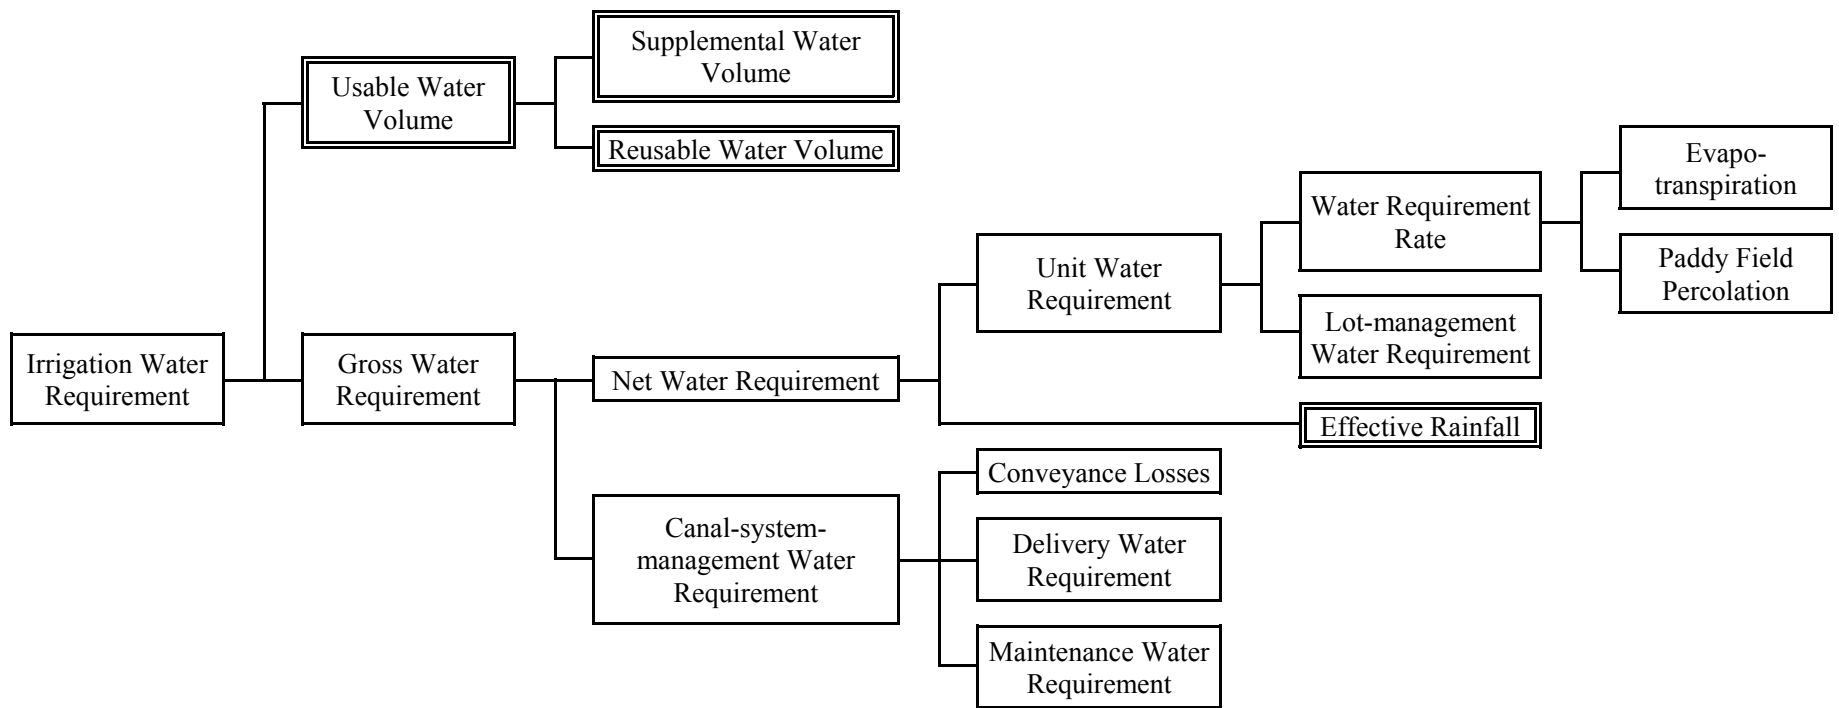 Irrigation Water
Requirement
Usable Water
Volume
Supplemental Water
Volume
Reusable Water Volume
Gross Water
Requirement
Net Water Requirement
Unit Water
Requirement
Water Requirement
Rate
Evapo-
transpiration
Paddy Field
Percolation
Lot-management
Water Requirement
Effective Rainfall
Canal-system-
management Water
Requirement
Conveyance Losses
Delivery Water
Requirement
Maintenance Water
Requirement